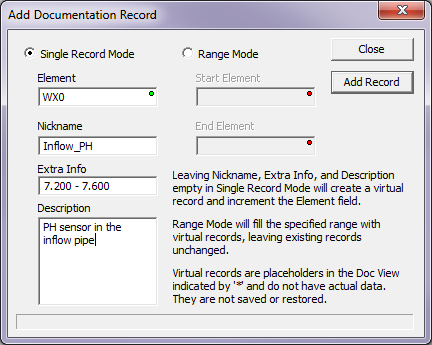 Add Documentation Record
Single Record Mode
Range Mode
Close
Element
Start Element
WX0
Add Record
Nickname
End Element
Inflow_PH
Extra Info
7.200 - 7.600
Description
PH sensor in the
inflow pipe
Leaving Nickname, Extra Info, and Description
empty in Single Record Mode will create a virtual
record and increment the Element field.
Range Mode will fill the specified range with
virtual records, leaving existing records
unchanged.
Virtual records are placeholders in the Doc View
indicated by '*' and do not have actual data.
They are not saved or restored.